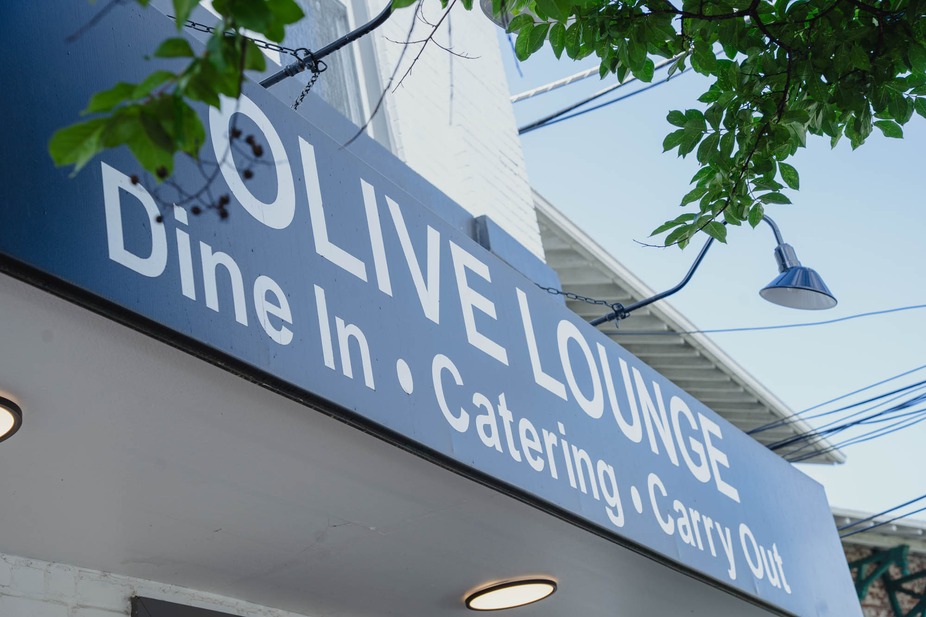 OLIVE LOUNGE
Dine In • Catering • Carry Out